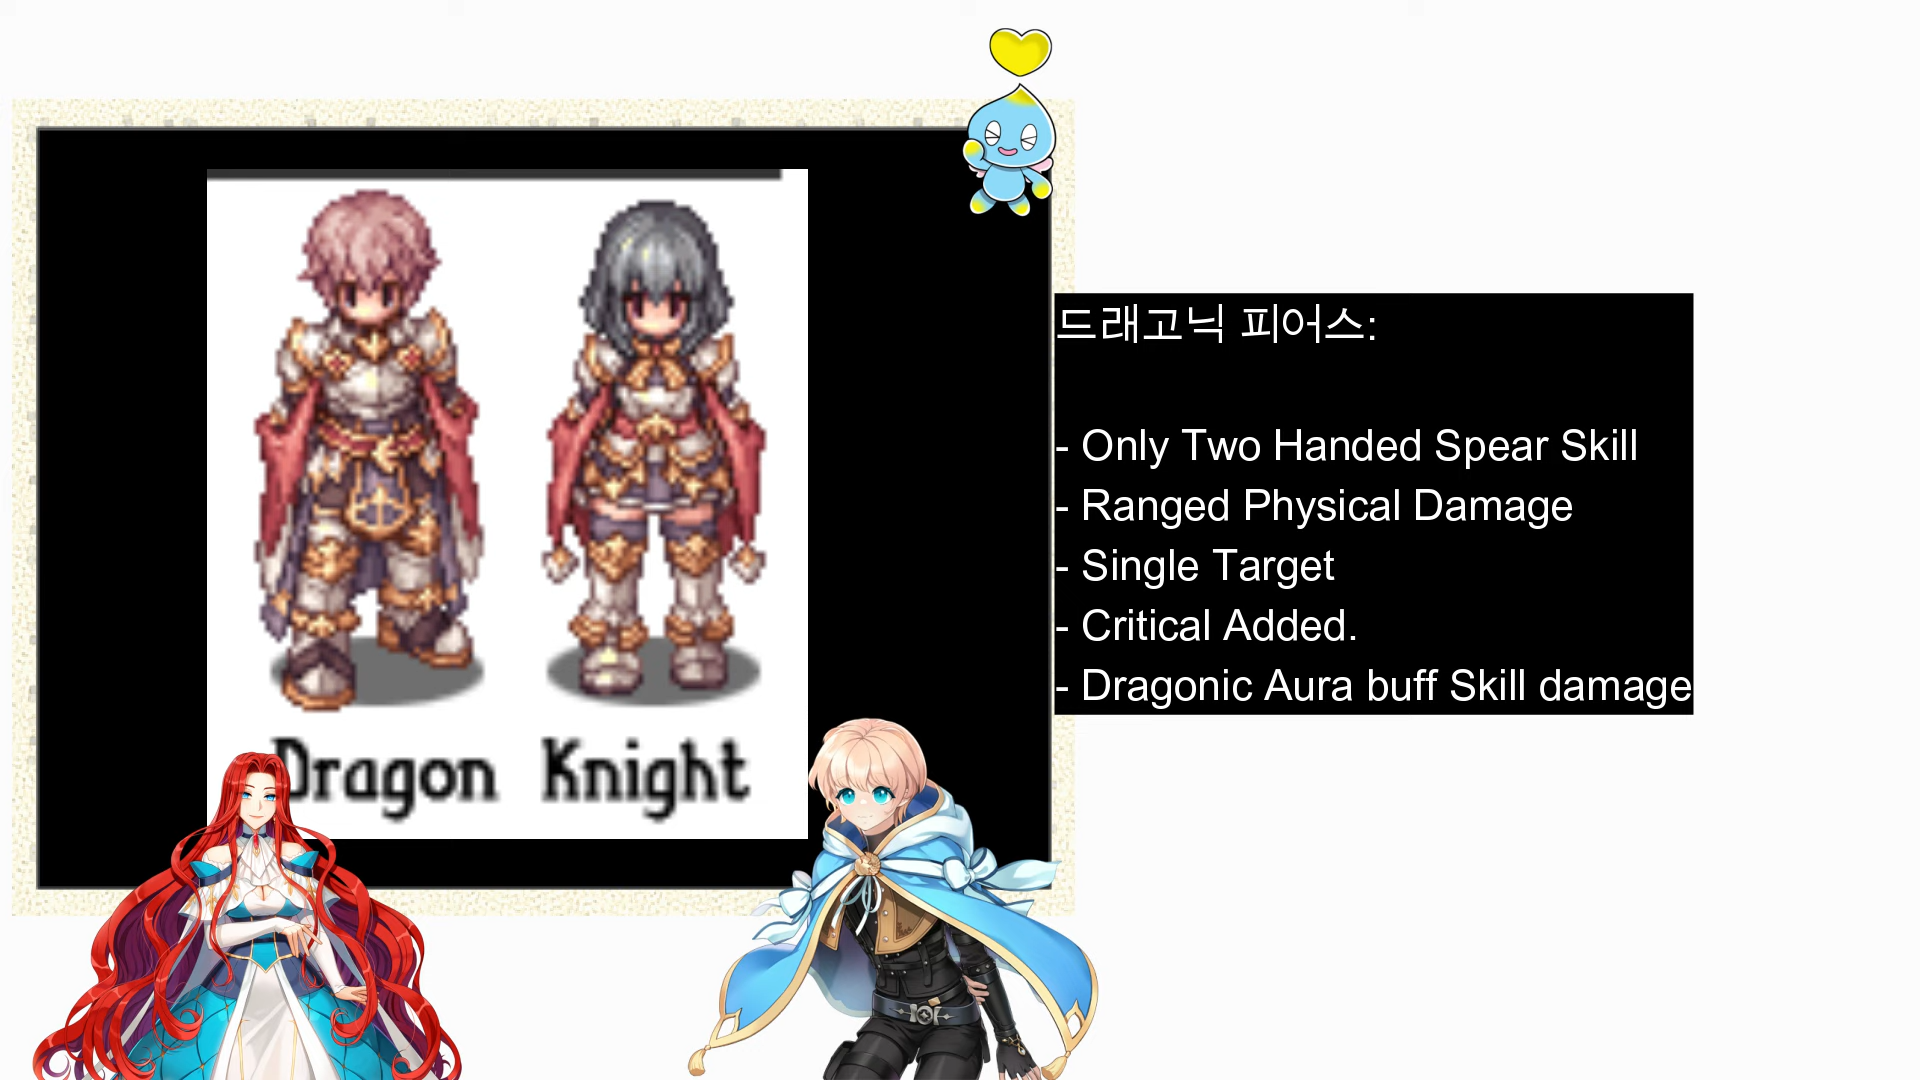 Dragon Knight
드래고닉 피어스:
- Only Two Handed Spear Skill
- Ranged Physical Damage
- Single Target
- Critical Added.
- Dragonic Aura buff Skill damage